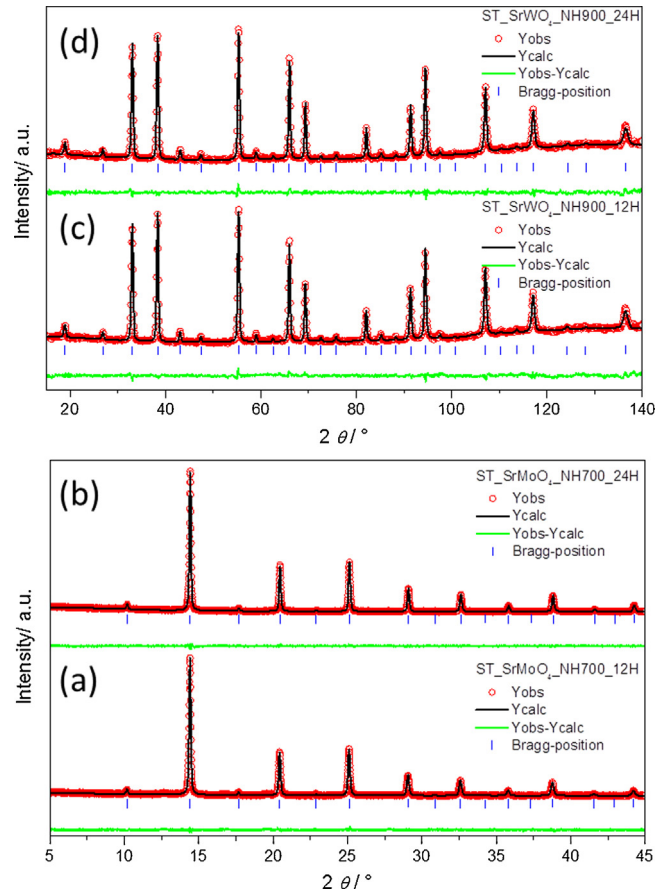 (d)
ST_SrWO₄_NH900_24H
Yobs
Ycalc
Yobs-Ycalc
Bragg-position
(c)
ST_SrWO₄_NH900_12H
Yobs
Ycalc
Yobs-Ycalc
Bragg-position
Intensity/ a.u.
20 40 60 80 100 120 140
2 θ/ °
(b)
ST_SrMoO₄_NH700_24H
Yobs
Ycalc
Yobs-Ycalc
Bragg-position
(a)
ST_SrMoO₄_NH700_12H
Yobs
Ycalc
Yobs-Ycalc
Bragg-position
Intensity/ a.u.
5 10 15 20 25 30 35 40 45
2 θ/ °